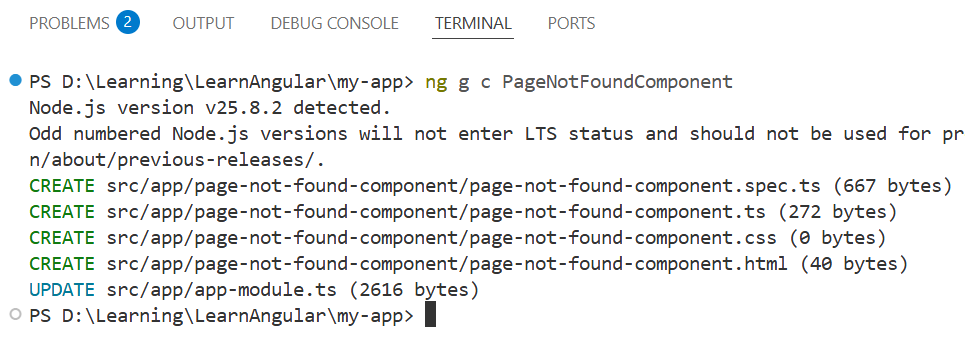 PROBLEMS 2 OUTPUT DEBUG CONSOLE TERMINAL PORTS
PS D:\Learning\LearnAngular\my-app> ng g c PageNotFoundComponent
Node.js version v25.8.2 detected.
Odd numbered Node.js versions will not enter LTS status and should not be used for pr
n/about/previous-releases/.
CREATE src/app/page-not-found-component/page-not-found-component.spec.ts (667 bytes)
CREATE src/app/page-not-found-component/page-not-found-component.ts (272 bytes)
CREATE src/app/page-not-found-component/page-not-found-component.css (0 bytes)
CREATE src/app/page-not-found-component/page-not-found-component.html (40 bytes)
UPDATE src/app/app-module.ts (2616 bytes)
PS D:\Learning\LearnAngular\my-app>